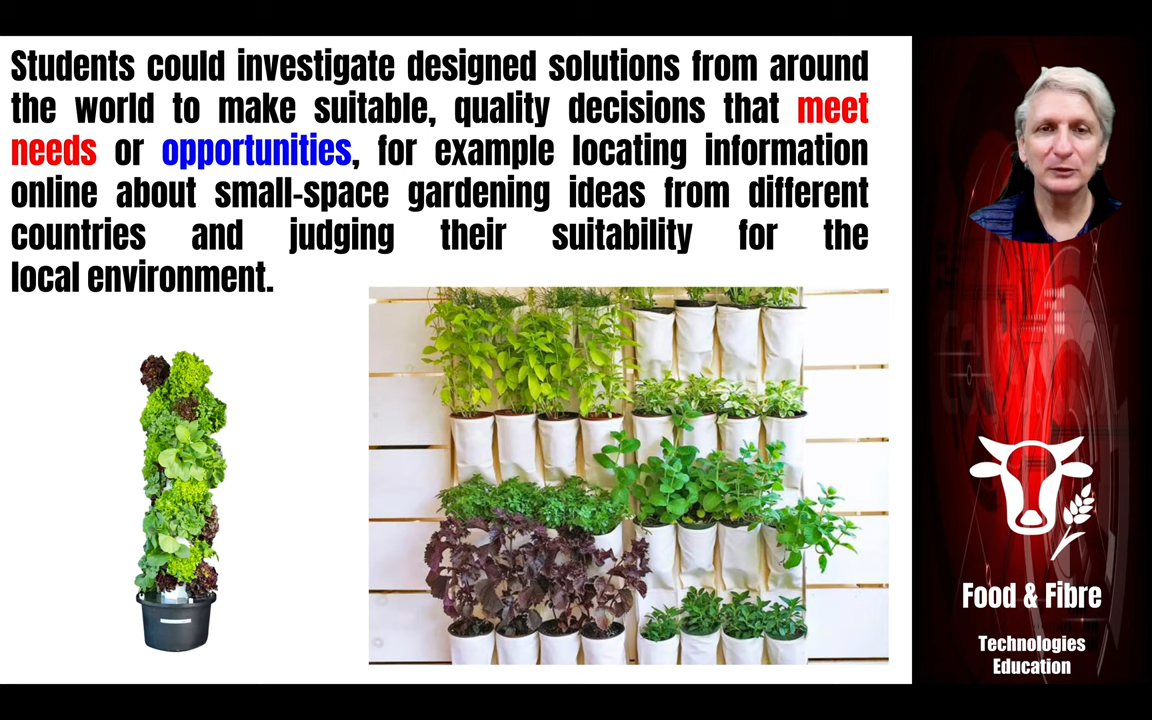 Students could investigate designed solutions from around
the world to make suitable, quality decisions that meet
needs or opportunities, for example locating information
online about small-space gardening ideas from different
countries and judging their suitability for the
local environment.
Food & Fibre
Technologies
Education